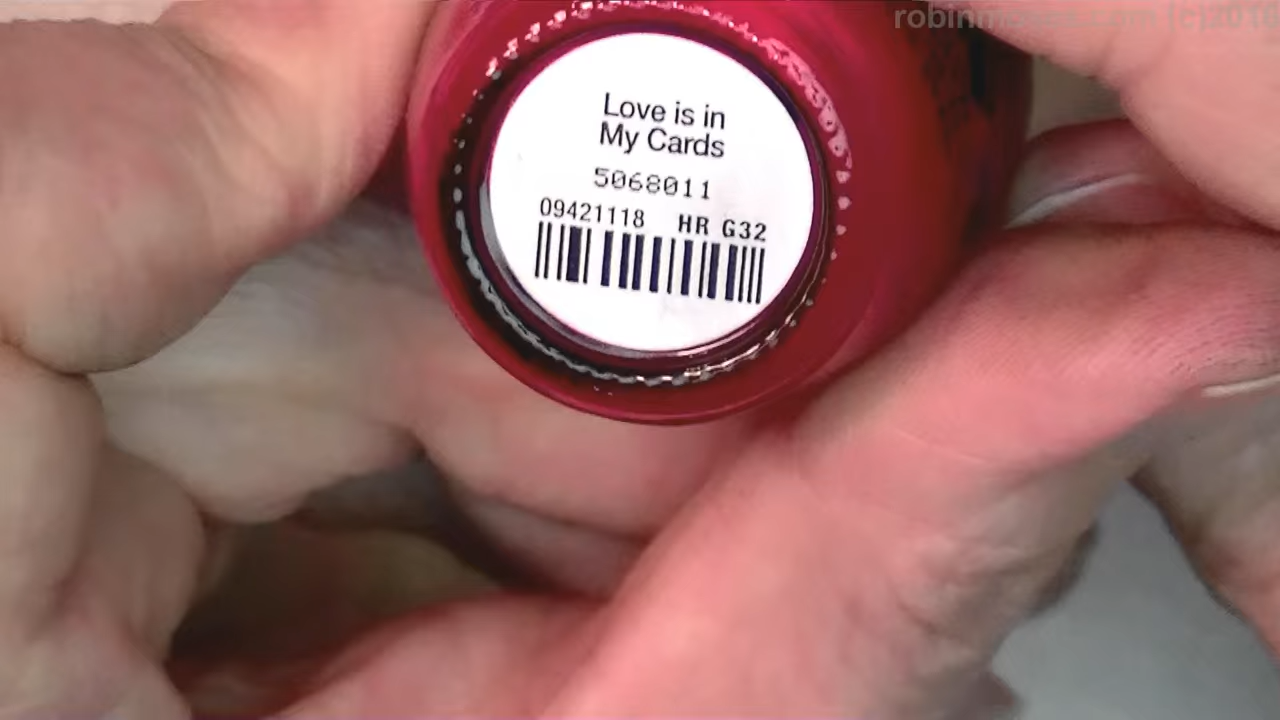 robinmoses.com (c)2018
Love is in
My Cards
5068011
09421118 HR G32